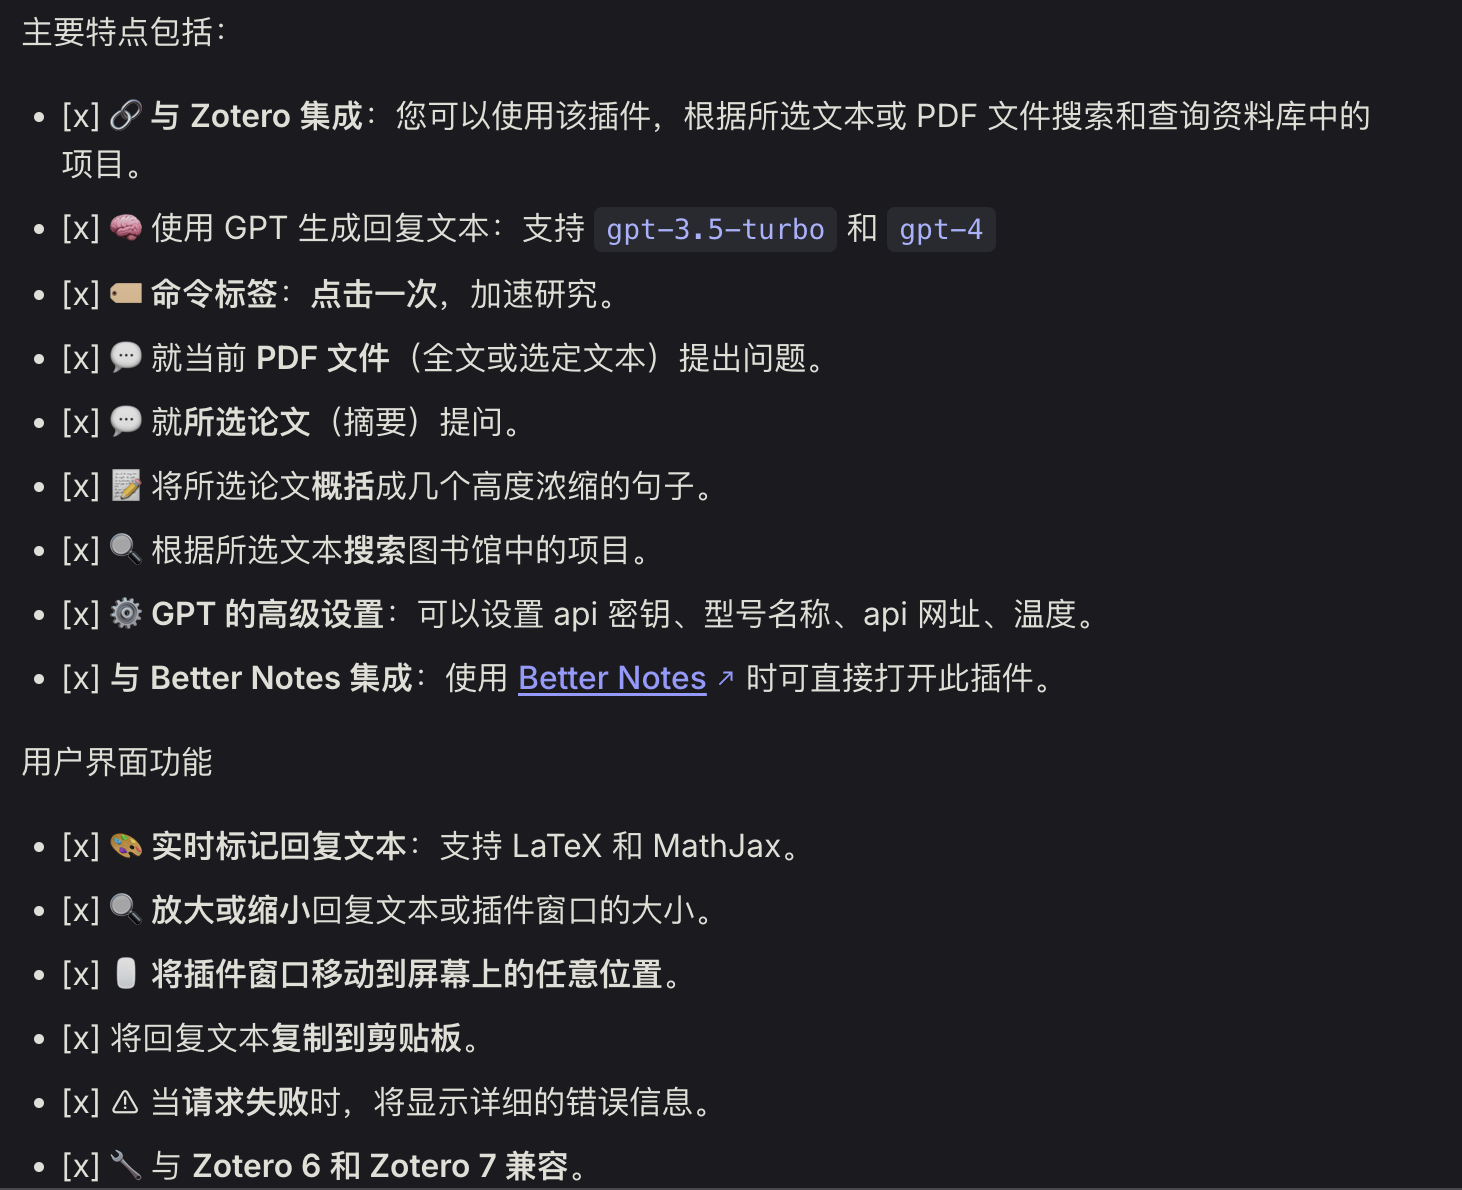 主要特点包括：
• [x] 🔗 与 Zotero 集成：您可以使用该插件，根据所选文本或 PDF 文件搜索和查询资料库中的
项目。
• [x] 🧠 使用 GPT 生成回复文本：支持 gpt-3.5-turbo 和 gpt-4
• [x] 🏷️ 命令标签：点击一次，加速研究。
• [x] 💬 就当前 PDF 文件（全文或选定文本）提出问题。
• [x] 💬 就所选论文（摘要）提问。
• [x] 📝 将所选论文概括成几个高度浓缩的句子。
• [x] 🔍 根据所选文本搜索图书馆中的项目。
• [x] ⚙️ GPT 的高级设置：可以设置 api 密钥、型号名称、api 网址、温度。
• [x] 与 Better Notes 集成：使用 Better Notes ↗ 时可直接打开此插件。
用户界面功能
• [x] 🎨 实时标记回复文本：支持 LaTeX 和 MathJax。
• [x] 🔍 放大或缩小回复文本或插件窗口的大小。
• [x] 🖱️ 将插件窗口移动到屏幕上的任意位置。
• [x] 将回复文本复制到剪贴板。
• [x] ⚠ 当请求失败时，将显示详细的错误信息。
• [x] 🔧 与 Zotero 6 和 Zotero 7 兼容。